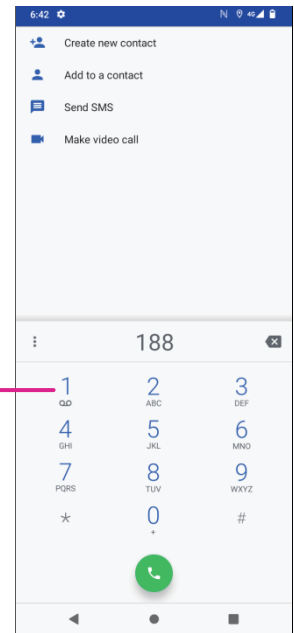 6:42 4G
Create new contact
Add to a contact
Send SMS
Make video call
188
1 2 3
ABC DEF
4 5 6
GHI JKL MNO
7 8 9
PQRS TUV WXYZ
* 0 #
+